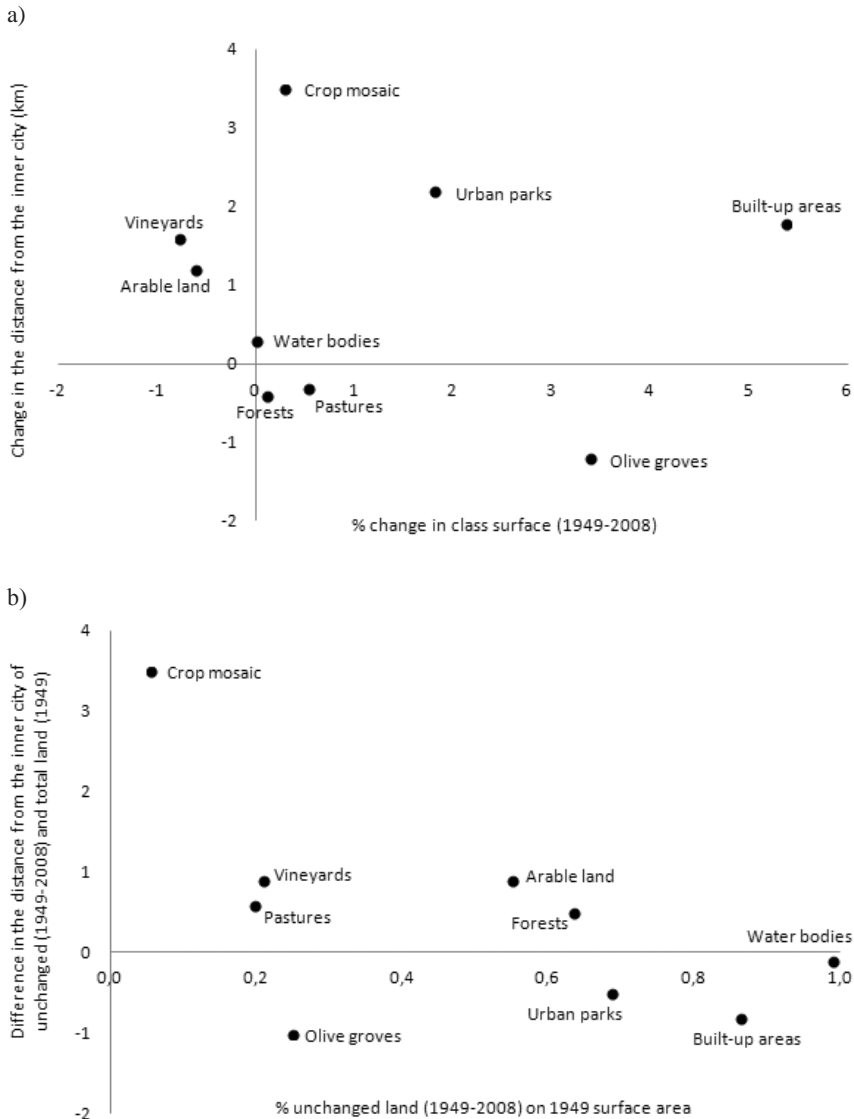 a)
4
Crop mosaic
3
Urban parks
2
Built-up areas
Vineyards
1
Arable land
Water bodies
0
-2
-1
0
1
2
3
4
5
6
Forests
Pastures
-1
Olive groves
-2
Change in the distance from the inner city (km)
% change in class surface (1949-2008)
b)
4
Crop mosaic
3
2
1
Vineyards
Arable land
Pastures
Forests
Water bodies
0
0,0
0,2
0,4
0,6
0,8
1,0
Urban parks
-1
Olive groves
Built-up areas
-2
Difference in the distance from the inner city of
unchanged (1949-2008) and total land (1949)
% unchanged land (1949-2008) on 1949 surface area